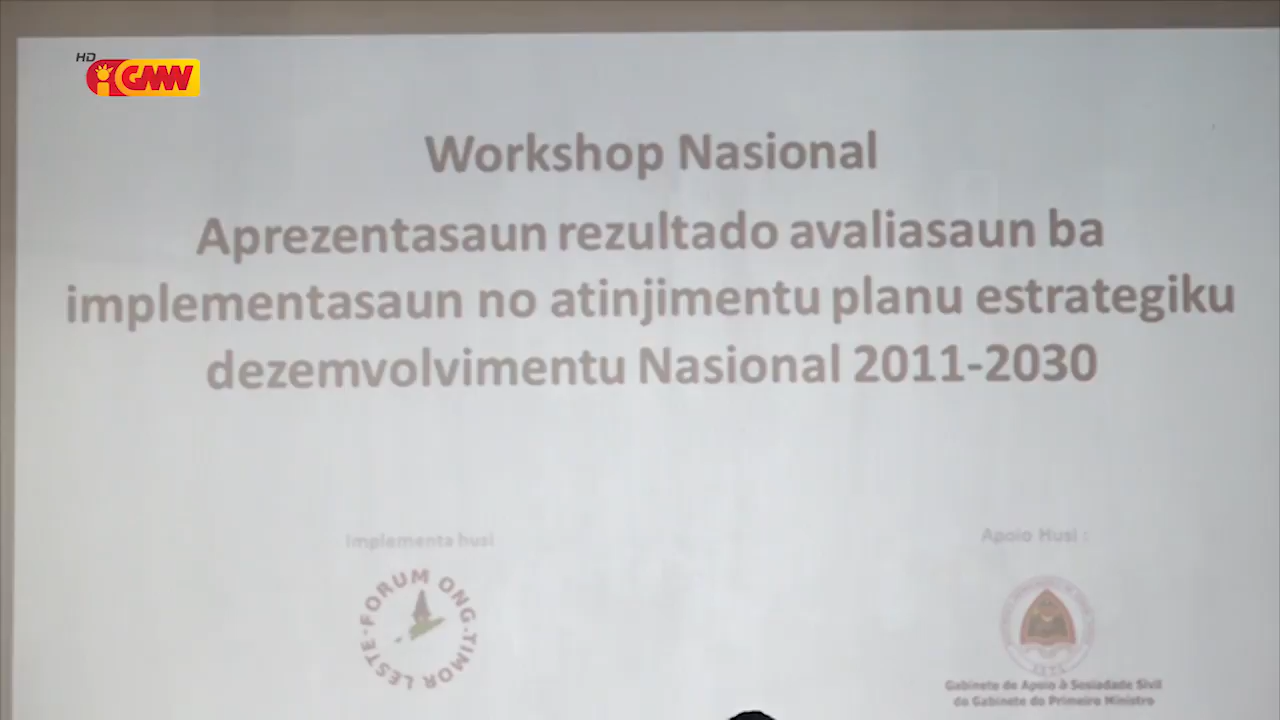 HD
GMN
Workshop Nasional
Aprezentasaun rezultado avaliasaun ba
implementasaun no atinjimentu planu estrategiku
dezemvolvimentu Nasional 2011-2030
Implementa husi
Apoio Husi :
FORUM ONG TIMOR LESTE
Gabinete de Apoio à Sosiadade Sivil
do Gabinete do Primeiro Ministro